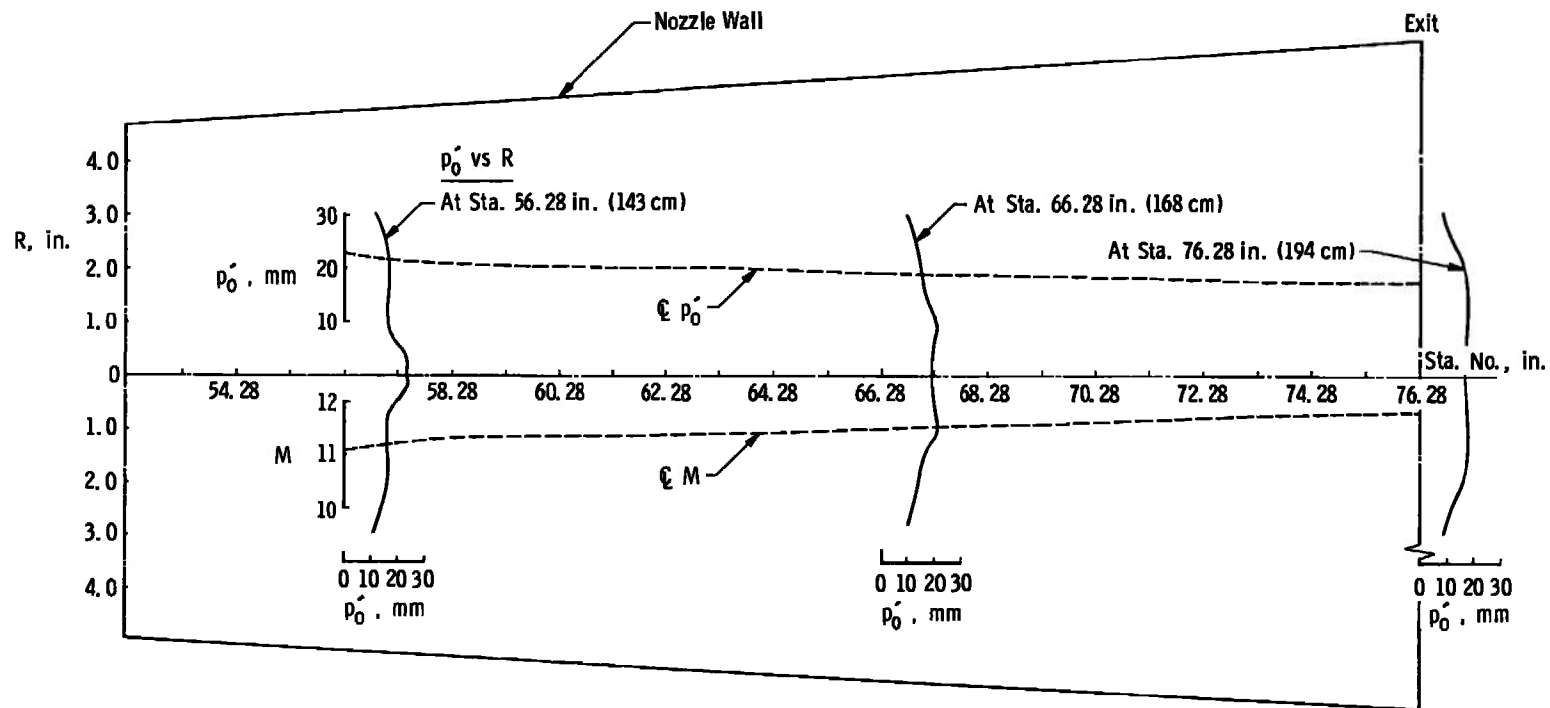 Nozzle Wall
Exit
4.0
p₀´ vs R
At Sta. 56.28 in. (143 cm)
3.0
30
At Sta. 66.28 in. (168 cm)
R, in.
At Sta. 76.28 in. (194 cm)
2.0
p₀´, mm
20
℄ p₀´
1.0
10
0
Sta. No., in.
54.28 58.28 60.28 62.28 64.28 66.28 68.28 70.28 72.28 74.28 76.28
12
1.0
M
11
℄ M
2.0
10
3.0
4.0
0 10 20 30
p₀´, mm
0 10 20 30
p₀´, mm
0 10 20 30
p₀´, mm